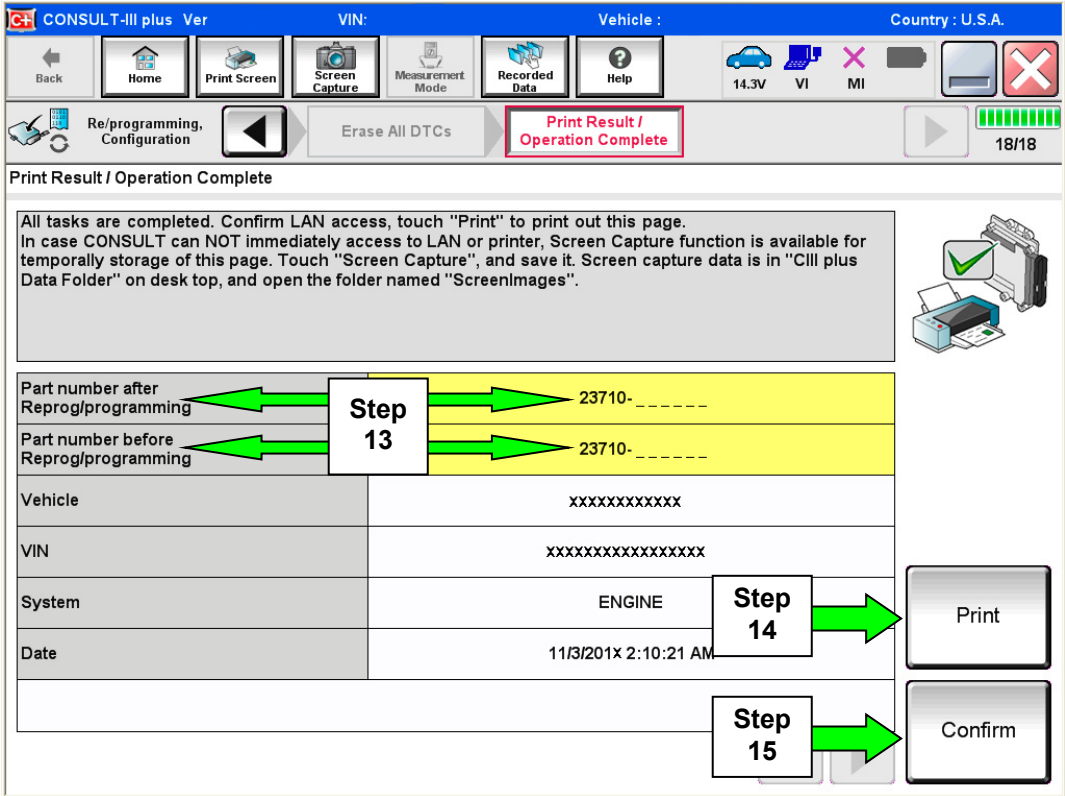 C+ CONSULT-III plus Ver VIN: Vehicle : Country : U.S.A.
Back
Home
Print Screen
Screen
Capture
Measurement
Mode
Recorded
Data
?
Help
14.3V
VI
MI
Re/programming,
Configuration
Erase All DTCs
Print Result /
Operation Complete
18/18
Print Result / Operation Complete
All tasks are completed. Confirm LAN access, touch "Print" to print out this page.
In case CONSULT can NOT immediately access to LAN or printer, Screen Capture function is available for
temporally storage of this page. Touch "Screen Capture", and save it. Screen capture data is in "CIII plus
Data Folder" on desk top, and open the folder named "ScreenImages".
Part number after
Reprog/programming
23710-_ _ _ _ _ _
Step
13
Part number before
Reprog/programming
23710-_ _ _ _ _ _
Vehicle
xxxxxxxxxxxx
VIN
xxxxxxxxxxxxxxxxx
System
ENGINE
Step
14
Print
Date
11/3/201X 2:10:21 AM
Step
15
Confirm